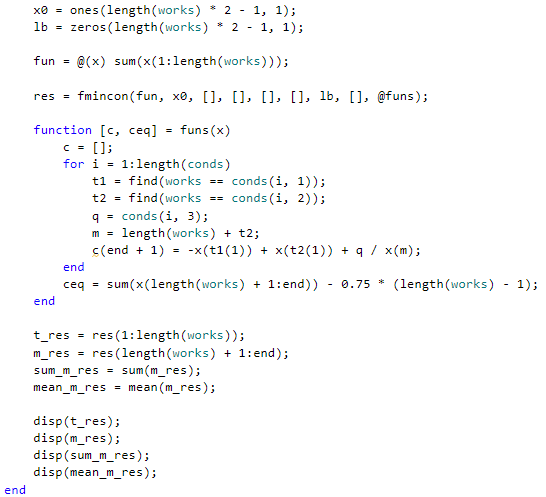 x0 = ones(length(works) * 2 - 1, 1);
lb = zeros(length(works) * 2 - 1, 1);
fun = @(x) sum(x(1:length(works)));
res = fmincon(fun, x0, [], [], [], [], lb, [], @funs);
function [c, ceq] = funs(x)
c = [];
for i = 1:length(conds)
t1 = find(works == conds(i, 1));
t2 = find(works == conds(i, 2));
q = conds(i, 3);
m = length(works) + t2;
c(end + 1) = -x(t1(1)) + x(t2(1)) + q / x(m);
end
ceq = sum(x(length(works) + 1:end)) - 0.75 * (length(works) - 1);
end
t_res = res(1:length(works));
m_res = res(length(works) + 1:end);
sum_m_res = sum(m_res);
mean_m_res = mean(m_res);
disp(t_res);
disp(m_res);
disp(sum_m_res);
disp(mean_m_res);
end